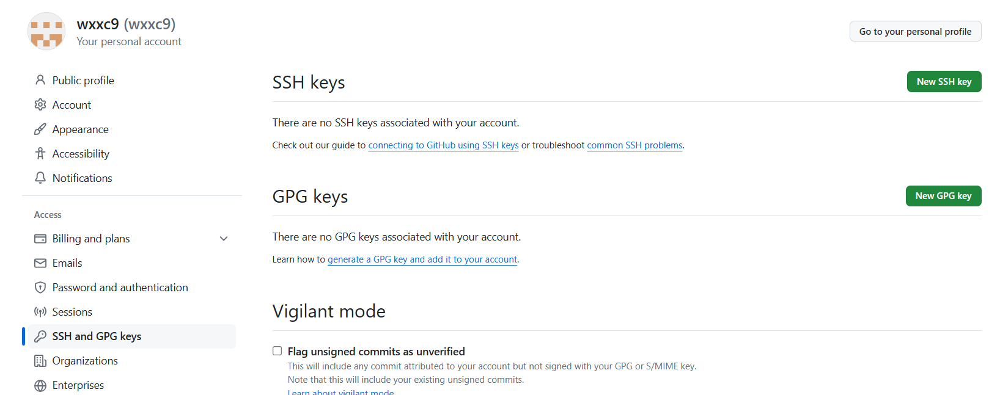 wxxc9 (wxxc9)
Your personal account
Go to your personal profile
Public profile
Account
Appearance
Accessibility
Notifications
Access
Billing and plans
Emails
Password and authentication
Sessions
SSH and GPG keys
Organizations
Enterprises
SSH keys
New SSH key
There are no SSH keys associated with your account.
Check out our guide to connecting to GitHub using SSH keys or troubleshoot common SSH problems.
GPG keys
New GPG key
There are no GPG keys associated with your account.
Learn how to generate a GPG key and add it to your account.
Vigilant mode
Flag unsigned commits as unverified
This will include any commit attributed to your account but not signed with your GPG or S/MIME key.
Note that this will include your existing unsigned commits.
Learn about vigilant mode